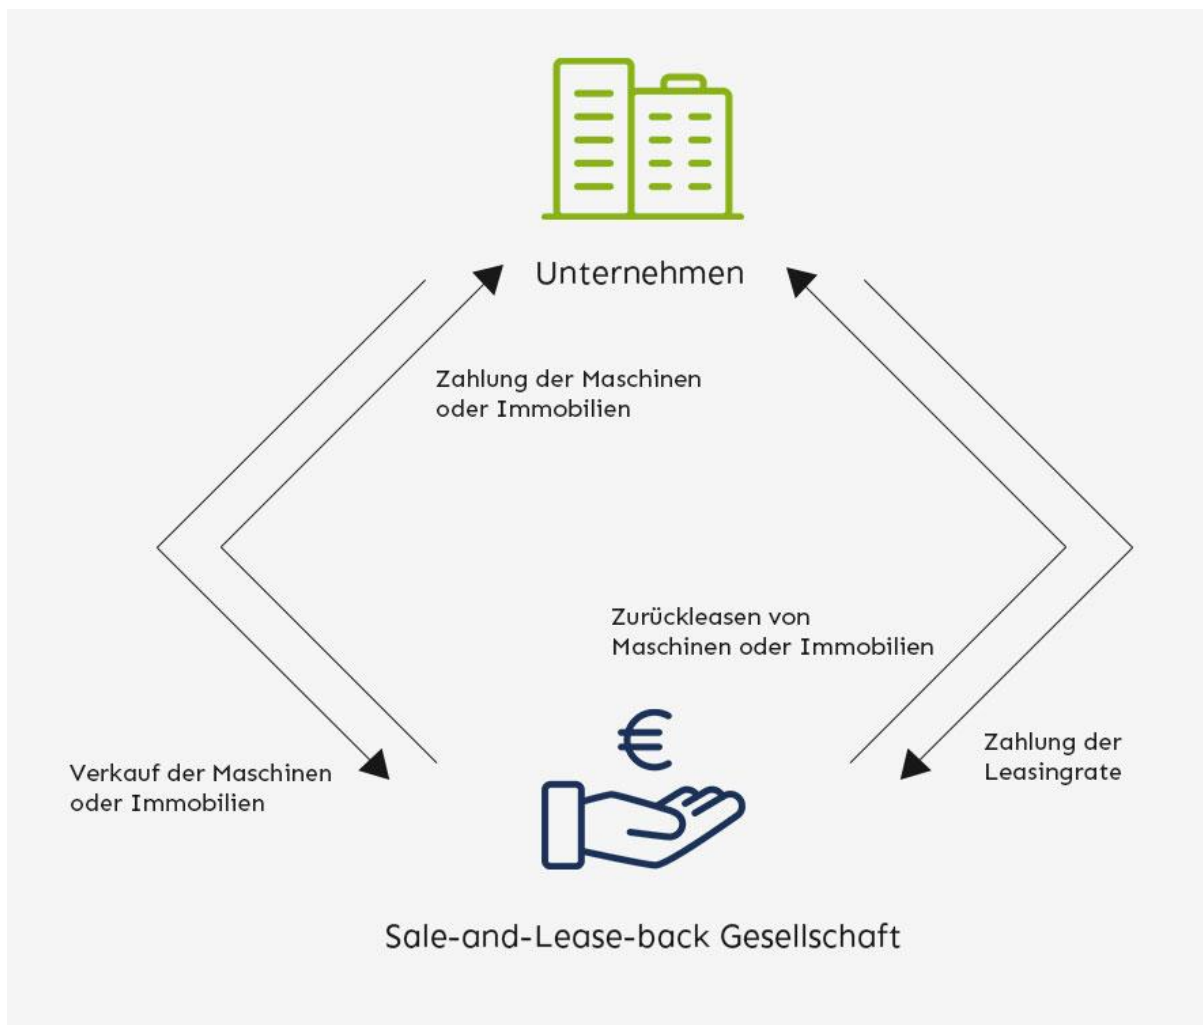 Unternehmen
Zahlung der Maschinen
oder Immobilien
Zurückleasen von
Maschinen oder Immobilien
€
Zahlung der
Leasingrate
Verkauf der Maschinen
oder Immobilien
Sale-and-Lease-back Gesellschaft